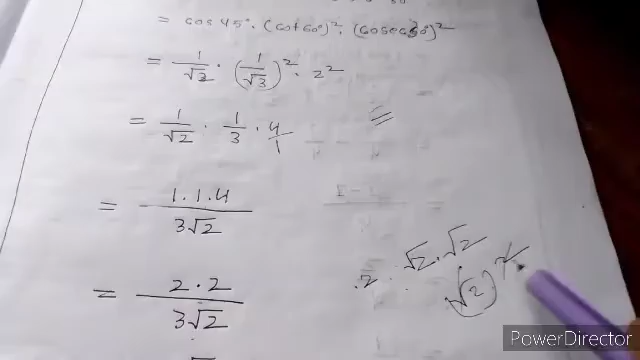 = cos 45° · (cot 60°)² · (cosec 30°)²
= 1/√2 · (1/√3)² · 2²
= 1/√2 · 1/3 · 4/1
= 1.1.4 / 3√2
= 2·2 / 3√2
2 √2 · √2
(√2)²
PowerDirector